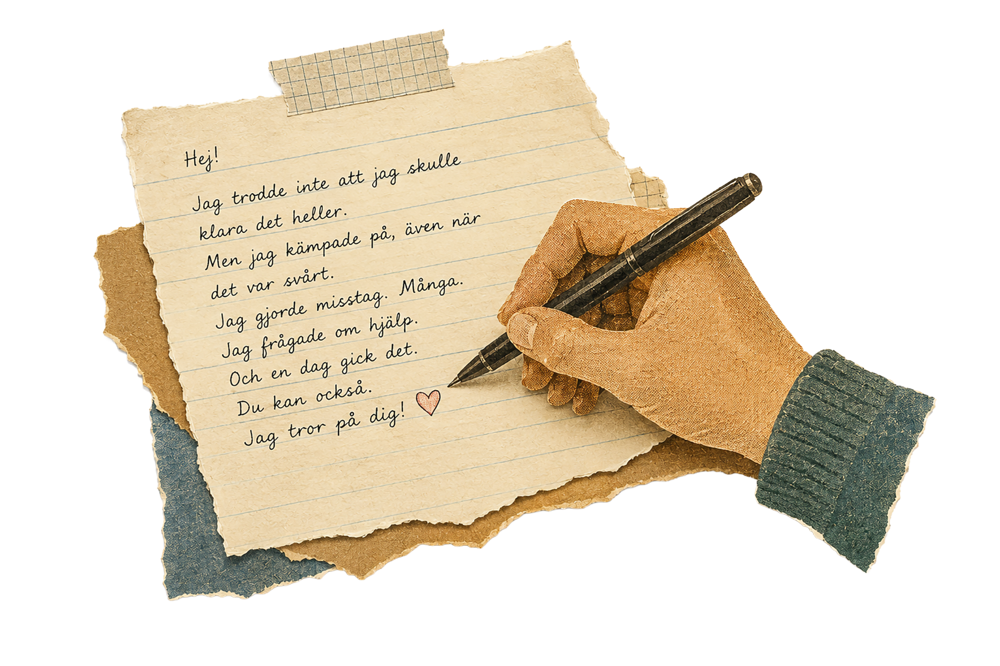 Hej!
Jag trodde inte att jag skulle
klara det heller.
Men jag kämpade på, även när
det var svårt.
Jag gjorde misstag. Många.
Jag frågade om hjälp.
Och en dag gick det.
Du kan också.
Jag tror på dig!